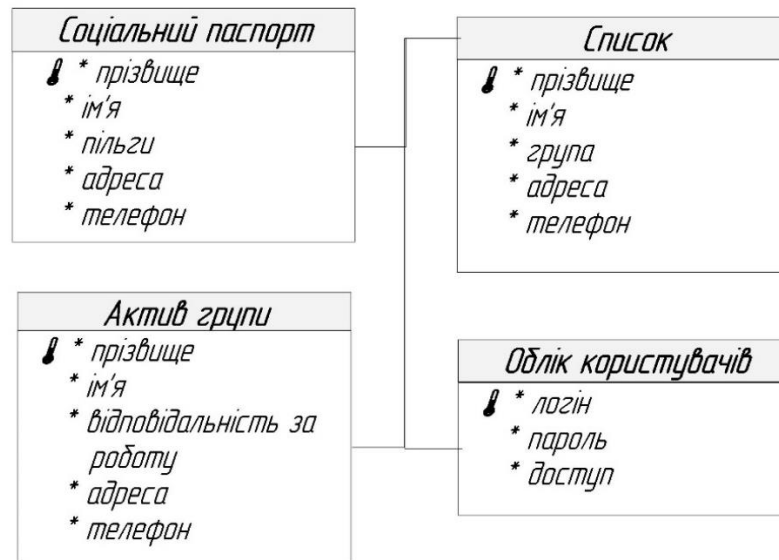 Соціальний паспорт
* прізвище
* ім'я
* пільги
* адреса
* телефон
Список
* прізвище
* ім'я
* група
* адреса
* телефон
Актив групи
* прізвище
* ім'я
* відповідальність за
роботу
* адреса
* телефон
Облік користувачів
* логін
* пароль
* доступ